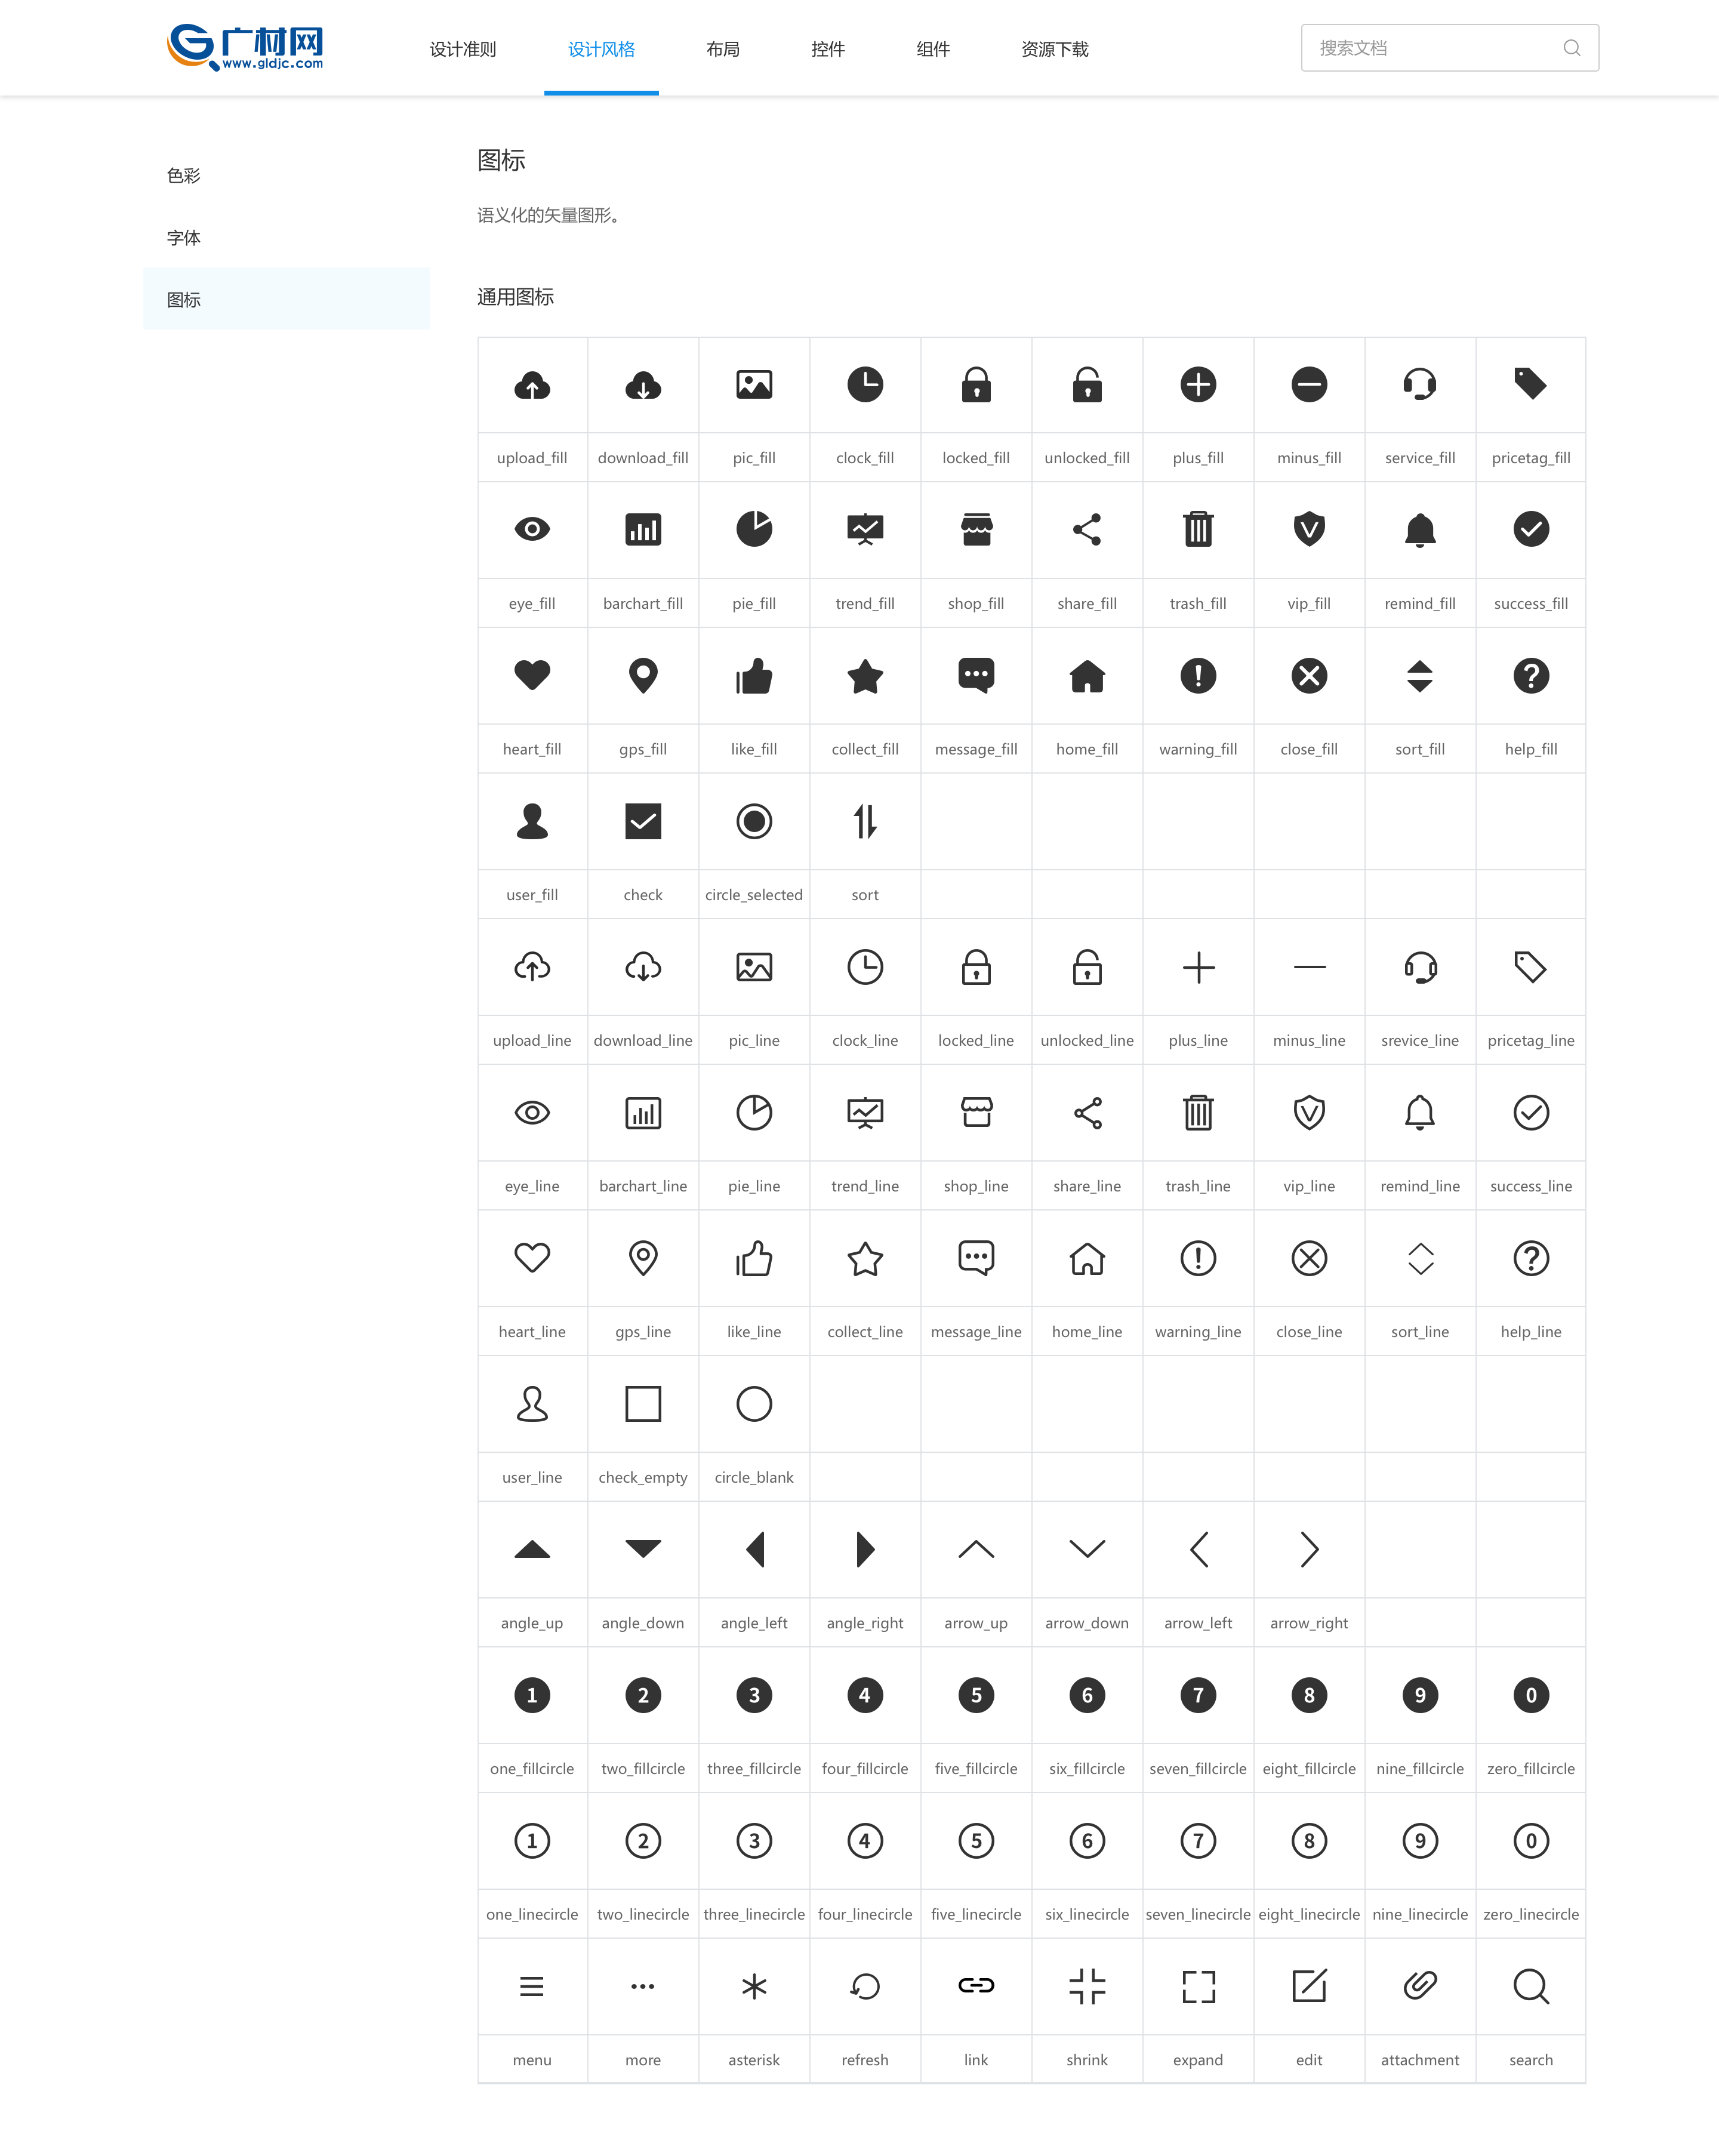 广材网
www.gldjc.com
设计准则 设计风格 布局 控件 组件 资源下载 搜索文档
色彩
字体
图标
图标
语义化的矢量图形。
通用图标
upload_fill download_fill pic_fill clock_fill locked_fill unlocked_fill plus_fill minus_fill service_fill pricetag_fill
eye_fill barchart_fill pie_fill trend_fill shop_fill share_fill trash_fill vip_fill remind_fill success_fill
heart_fill gps_fill like_fill collect_fill message_fill home_fill warning_fill close_fill sort_fill help_fill
user_fill check circle_selected sort
upload_line download_line pic_line clock_line locked_line unlocked_line plus_line minus_line srevice_line pricetag_line
eye_line barchart_line pie_line trend_line shop_line share_line trash_line vip_line remind_line success_line
heart_line gps_line like_line collect_line message_line home_line warning_line close_line sort_line help_line
user_line check_empty circle_blank
angle_up angle_down angle_left angle_right arrow_up arrow_down arrow_left arrow_right
1 2 3 4 5 6 7 8 9 0
one_fillcircle two_fillcircle three_fillcircle four_fillcircle five_fillcircle six_fillcircle seven_fillcircle eight_fillcircle nine_fillcircle zero_fillcircle
1 2 3 4 5 6 7 8 9 0
one_linecircle two_linecircle three_linecircle four_linecircle five_linecircle six_linecircle seven_linecircle eight_linecircle nine_linecircle zero_linecircle
menu more asterisk refresh link shrink expand edit attachment search